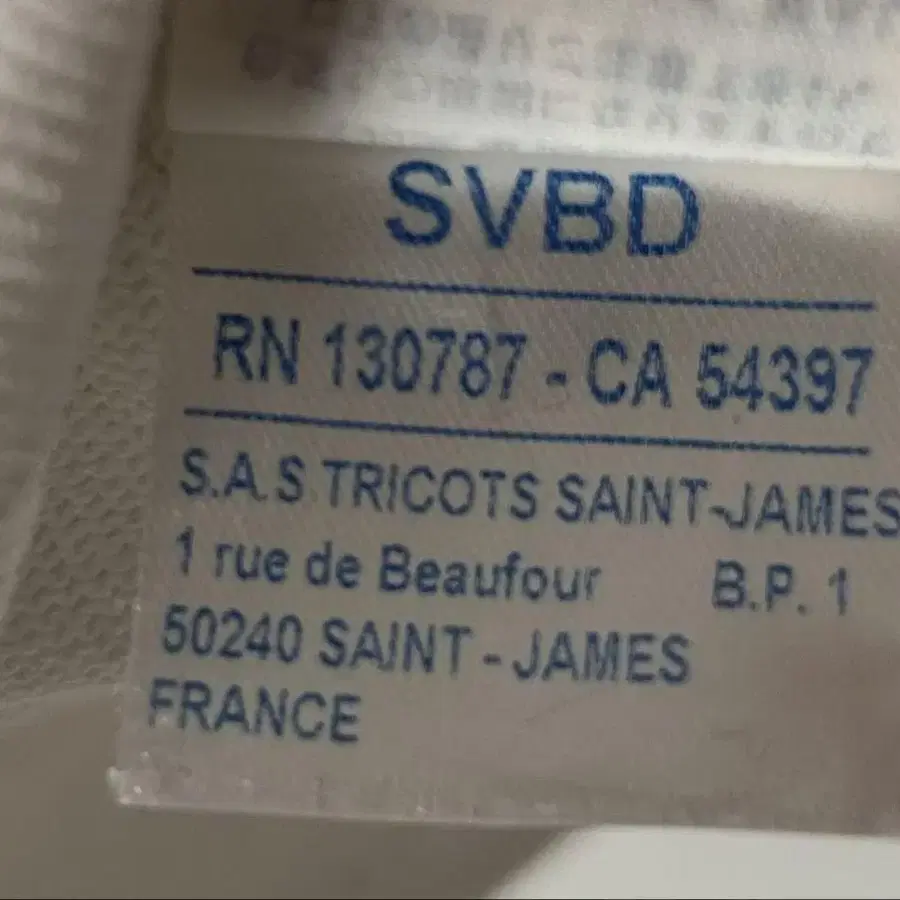 SVBD
RN 130787 - CA 54397
S.A.S TRICOTS SAINT-JAMES
1 rue de Beaufour B.P. 1
50240 SAINT - JAMES
FRANCE